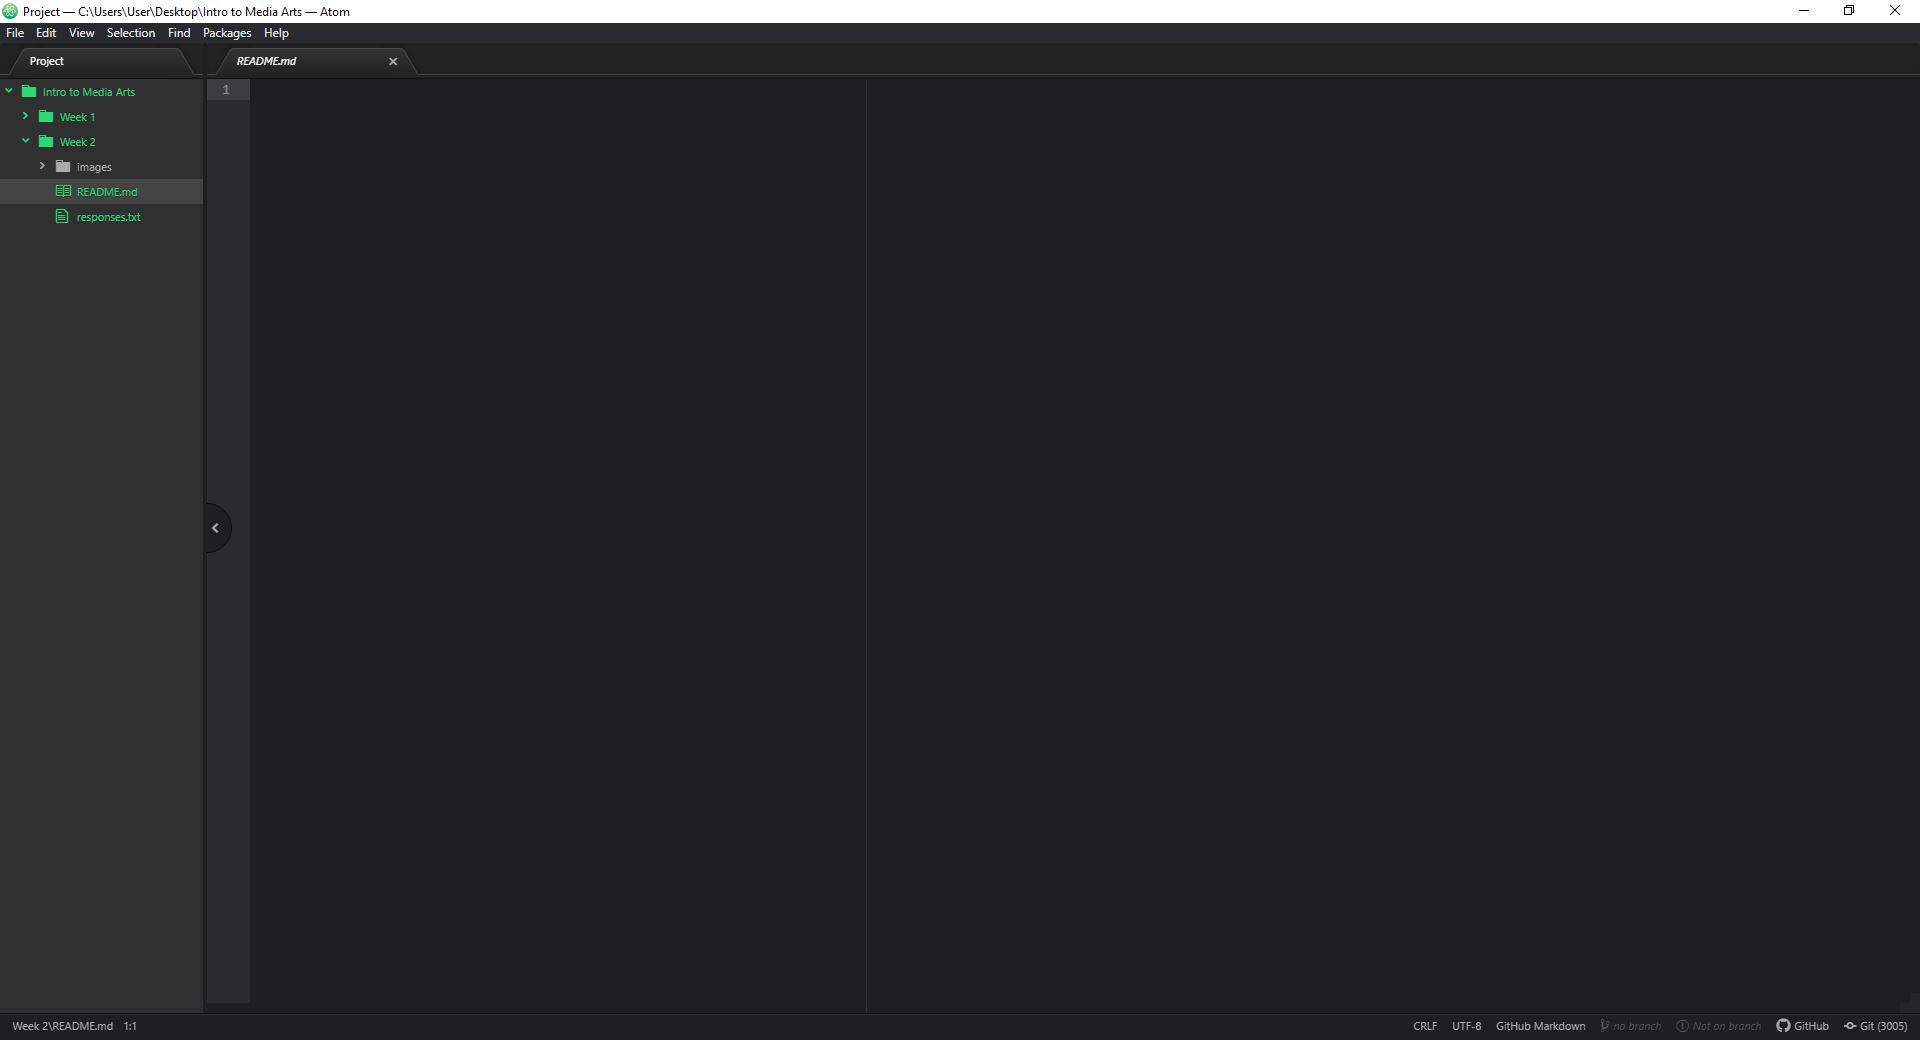 Project — C:\Users\User\Desktop\Intro to Media Arts — Atom
File Edit View Selection Find Packages Help
Project
README.md
Intro to Media Arts
Week 1
Week 2
images
README.md
responses.txt
1
Week 2\README.md 1:1
CRLF UTF-8 GitHub Markdown no branch Not on branch GitHub Git (3005)